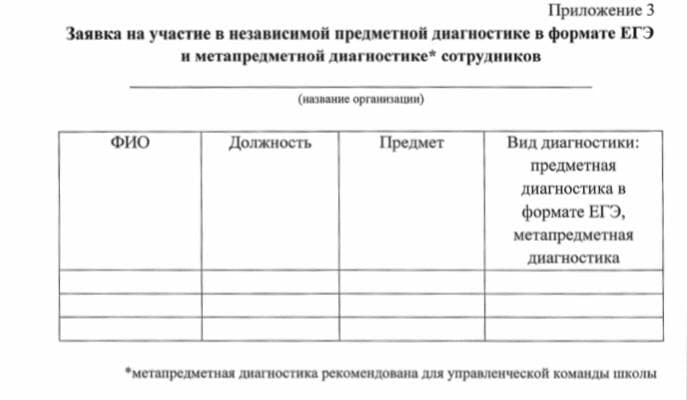 Приложение 3
Заявка на участие в независимой предметной диагностике в формате ЕГЭ
и метапредметной диагностике* сотрудников
(название организации)
ФИО
Должность
Предмет
Вид диагностики:
предметная
диагностика в
формате ЕГЭ,
метапредметная
диагностика
*метапредметная диагностика рекомендована для управленческой команды школы